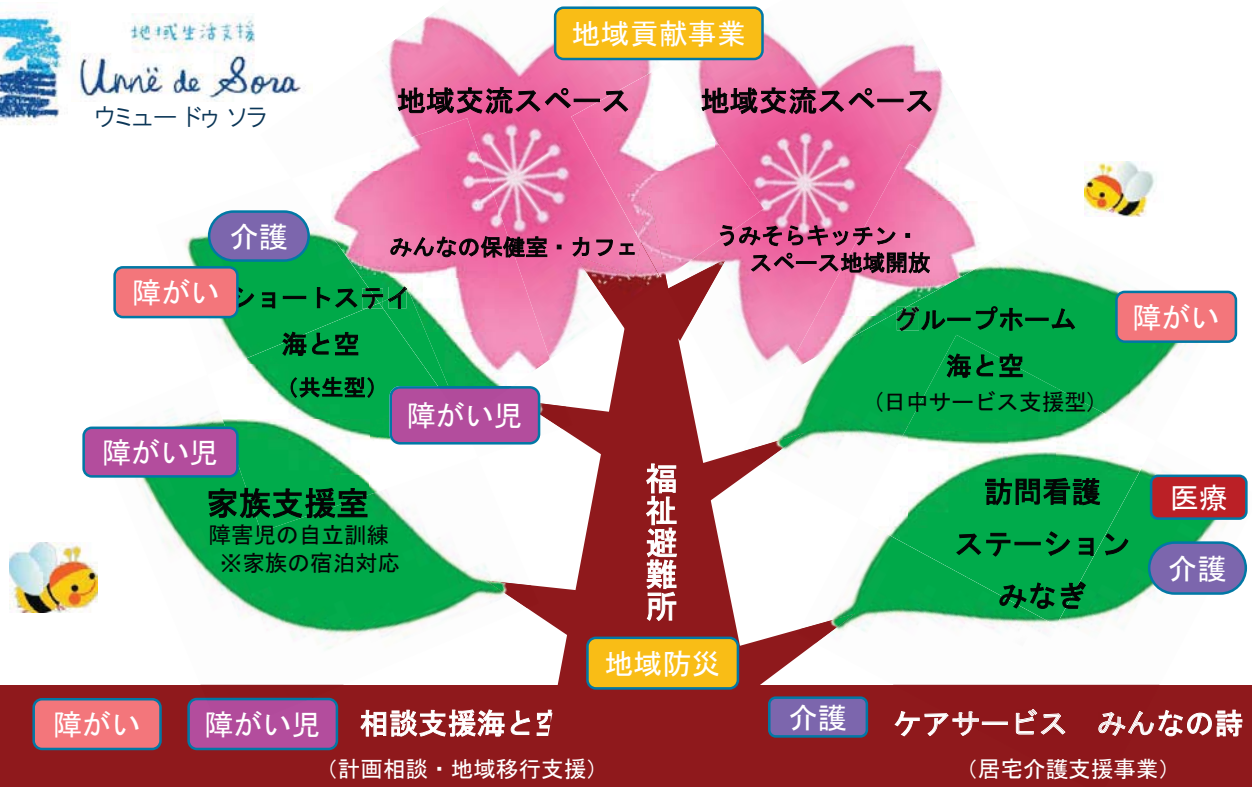 地域生活支援
Unnë de Sora
ウミュー ドゥ ソラ
地域貢献事業
地域交流スペース
みんなの保健室・カフェ
地域交流スペース
うみそらキッチン・
スペース地域開放
介護
障がい
ショートステイ
海と空
（共生型）
障がい児
グループホーム
海と空
（日中サービス支援型）
障がい
障がい児
家族支援室
障害児の自立訓練
※家族の宿泊対応
訪問看護
ステーション
みなぎ
医療
介護
福祉避難所
地域防災
障がい
障がい児
相談支援海と空
（計画相談・地域移行支援）
介護
ケアサービス　みんなの詩
（居宅介護支援事業）